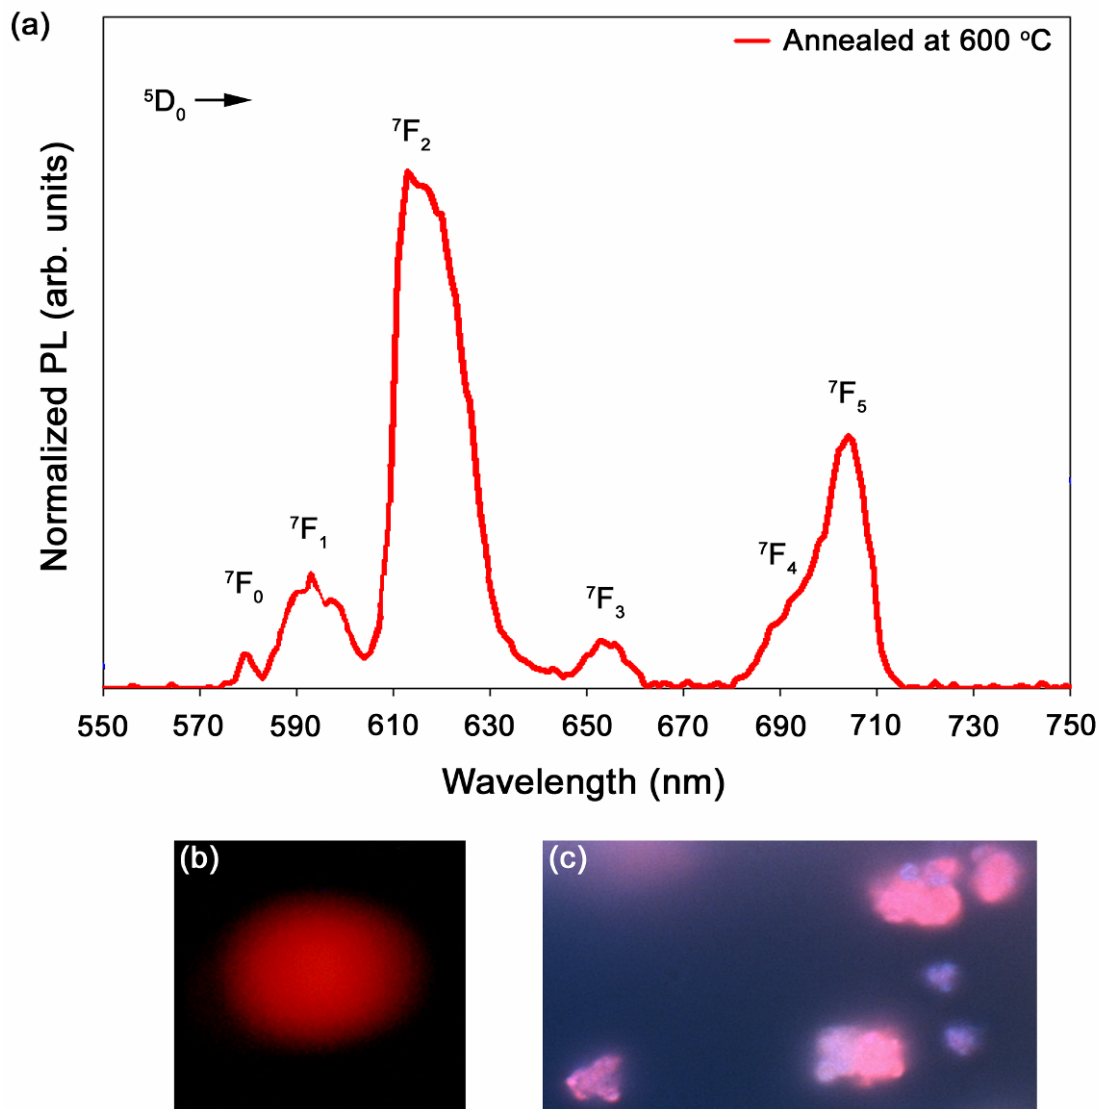 (a)
Annealed at 600 °C
⁵D₀
⁷F₂
⁷F₅
⁷F₁
⁷F₄
⁷F₀
⁷F₃
Normalized PL (arb. units)
550 570 590 610 630 650 670 690 710 730 750
Wavelength (nm)
(b)
(c)